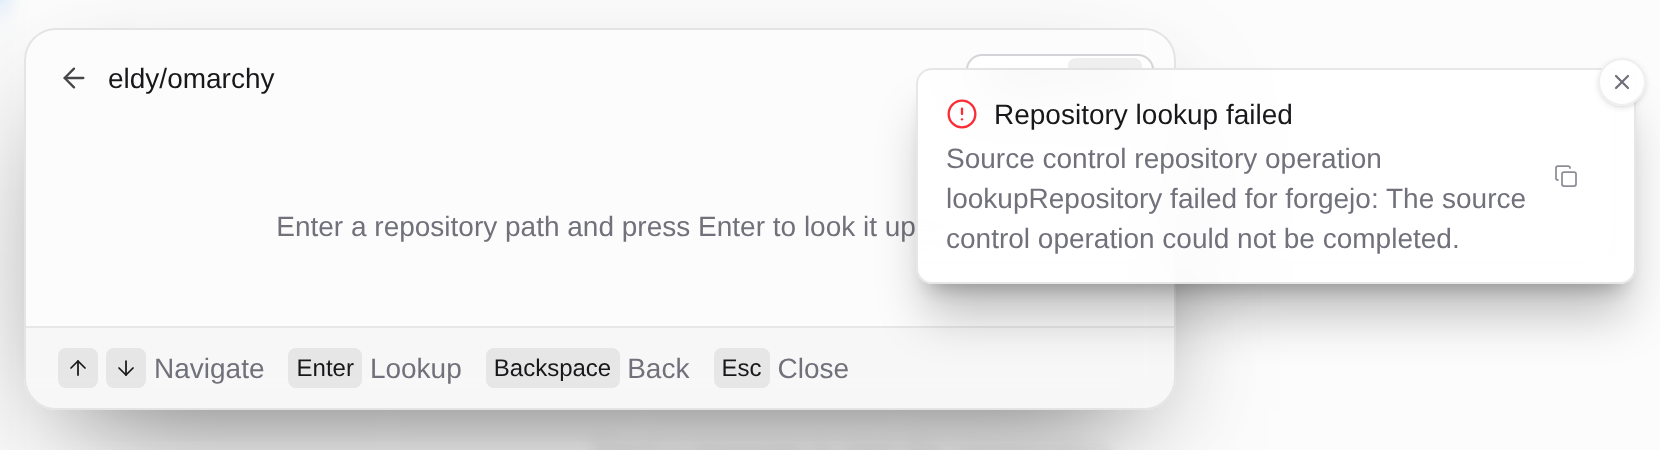 eldy/omarchy
Repository lookup failed
Source control repository operation
lookupRepository failed for forgejo: The source
control operation could not be completed.
Enter a repository path and press Enter to look it up
Navigate Enter Lookup Backspace Back Esc Close